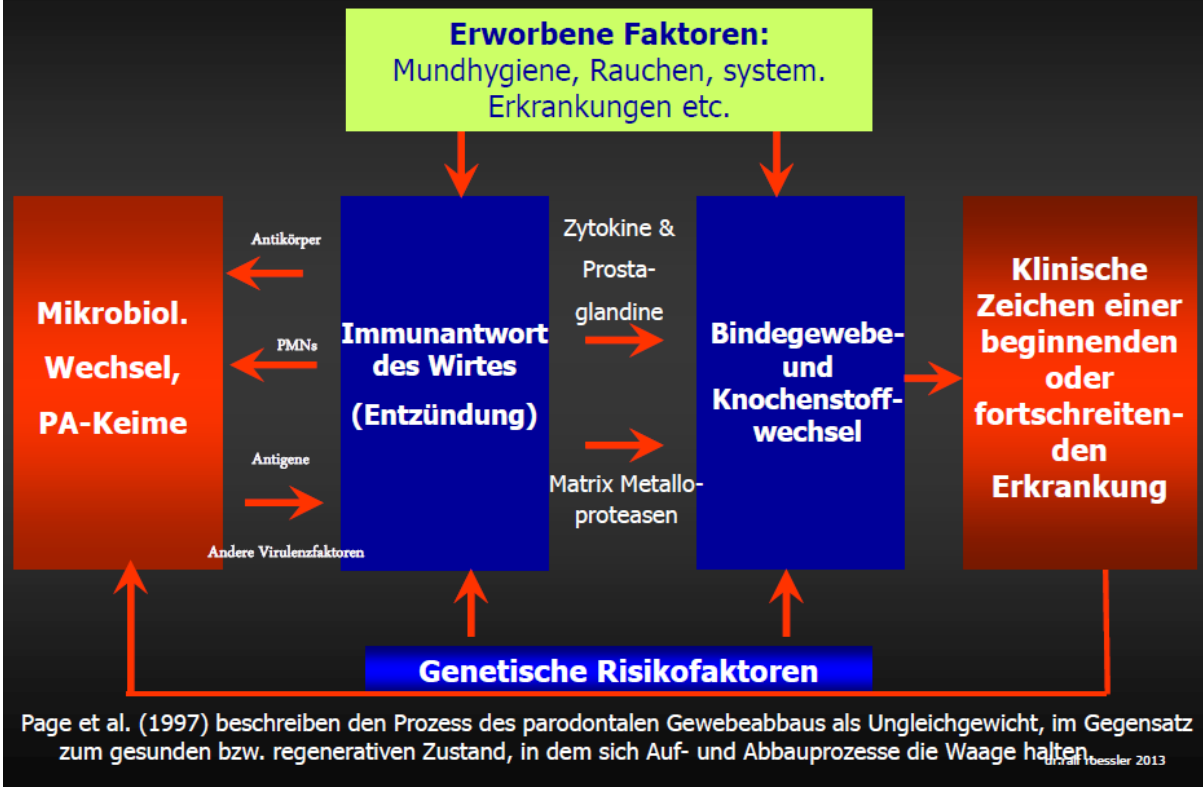 Erworbene Faktoren:
Mundhygiene, Rauchen, system.
Erkrankungen etc.
Mikrobiol.
Wechsel,
PA-Keime
Antikörper
PMNs
Antigene
Andere Virulenzfaktoren
Immunantwort
des Wirtes
(Entzündung)
Zytokine &
Prosta-
glandine
Matrix Metallo-
proteasen
Bindegewebe-
und
Knochenstoff-
wechsel
Klinische
Zeichen einer
beginnenden
oder
fortschreiten-
den
Erkrankung
Genetische Risikofaktoren
Page et al. (1997) beschreiben den Prozess des parodontalen Gewebeabbaus als Ungleichgewicht, im Gegensatz
zum gesunden bzw. regenerativen Zustand, in dem sich Auf- und Abbauprozesse die Waage halten.
dr.ralf roessler 2013